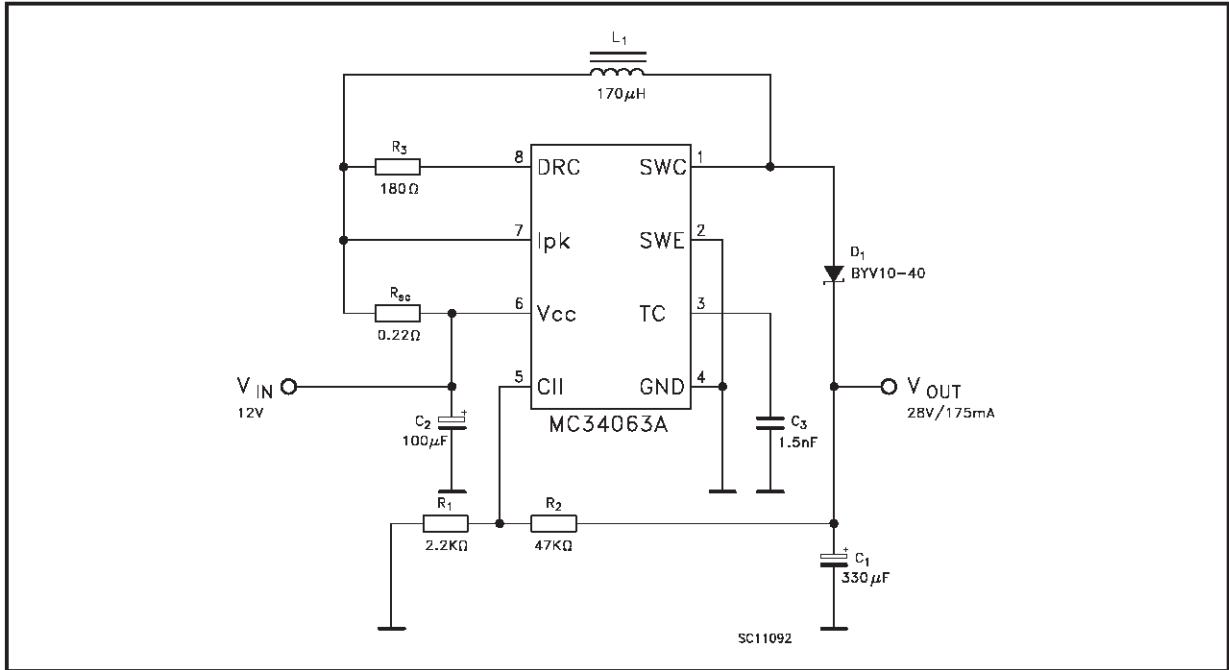 L1
170µH
R3
180Ω
8 DRC SWC 1
7 Ipk SWE 2
D1
BYV10-40
Rsc
0.22Ω
6 Vcc TC 3
VIN
12V
5 CII GND 4
VOUT
28V/175mA
MC34063A
C2 +
100µF
C3
1.5nF
R1
2.2KΩ
R2
47KΩ
C1 +
330µF
SC11092